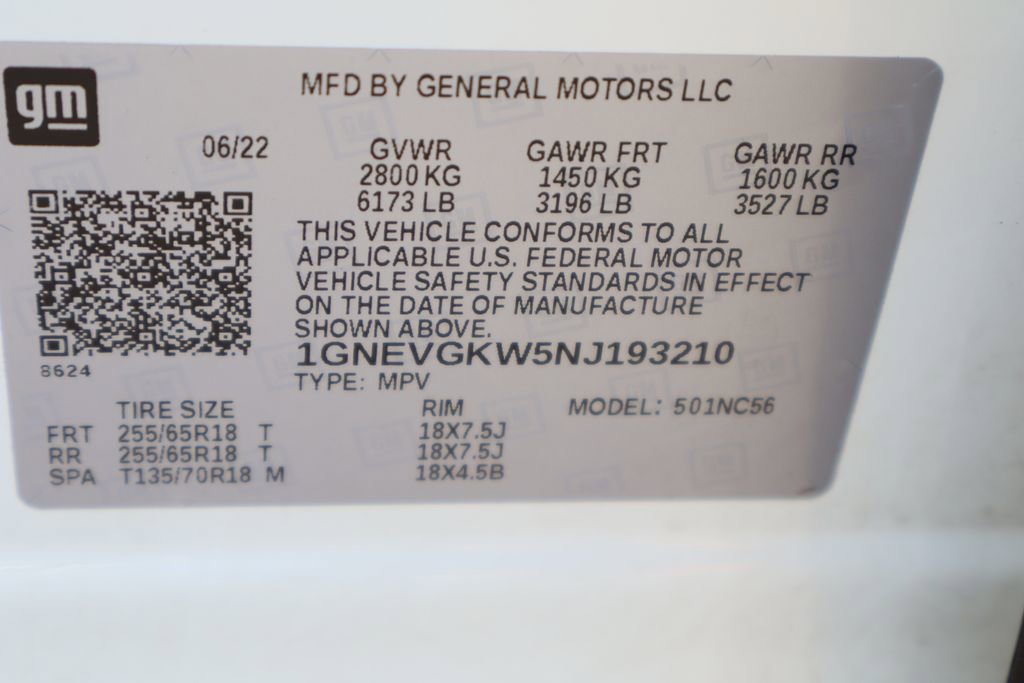 gm
MFD BY GENERAL MOTORS LLC
06/22 GVWR GAWR FRT GAWR RR
2800 KG 1450 KG 1600 KG
6173 LB 3196 LB 3527 LB
THIS VEHICLE CONFORMS TO ALL
APPLICABLE U.S. FEDERAL MOTOR
VEHICLE SAFETY STANDARDS IN EFFECT
ON THE DATE OF MANUFACTURE
SHOWN ABOVE.
1GNEVGKW5NJ193210
8624
TYPE: MPV
TIRE SIZE RIM MODEL: 501NC56
FRT 255/65R18 T 18X7.5J
RR 255/65R18 T 18X7.5J
SPA T135/70R18 M 18X4.5B